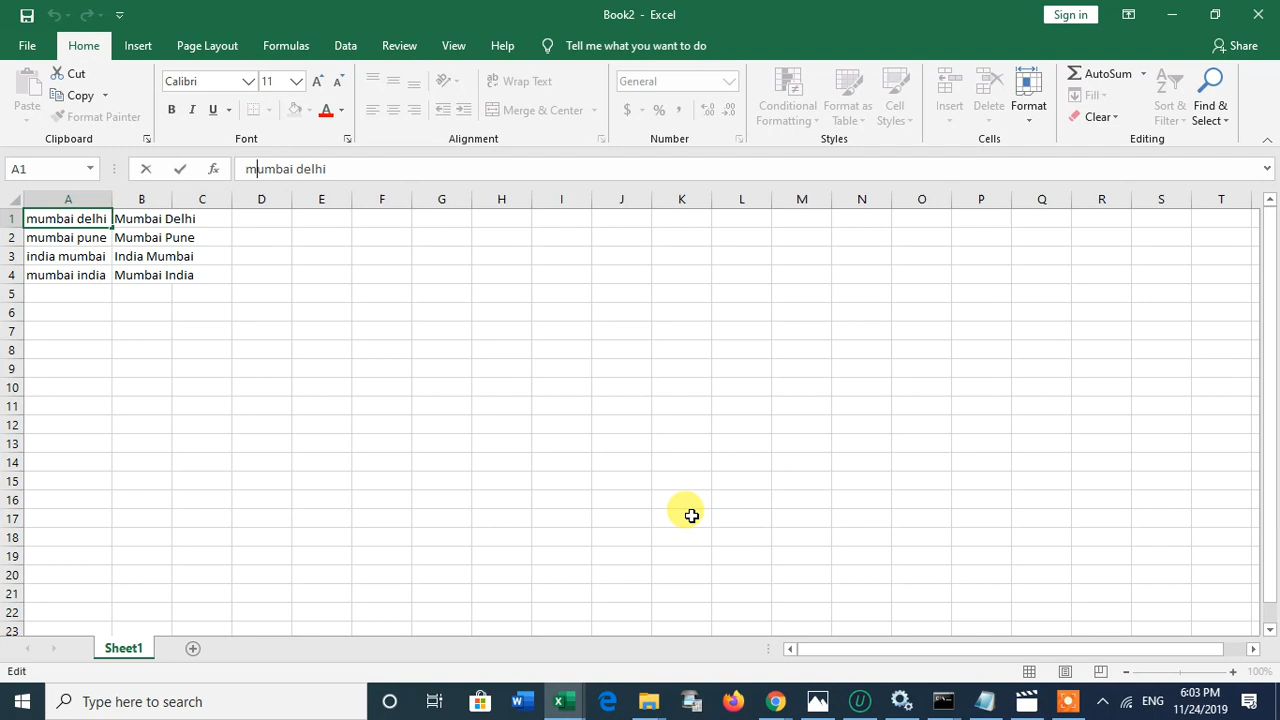 Book2 - Excel
Sign in
File Home Insert Page Layout Formulas Data Review View Help Tell me what you want to do Share
Paste
Cut
Copy
Format Painter
Clipboard
Calibri 11
B I U
Font
Wrap Text
Merge & Center
Alignment
General
$ %
Number
Conditional Formatting
Format as Table
Cell Styles
Styles
Insert
Delete
Format
Cells
AutoSum
Fill
Clear
Sort & Filter
Find & Select
Editing
A1 fx mumbai delhi
A B C D E F G H I J K L M N O P Q R S T
1 mumbai delhi Mumbai Delhi
2 mumbai pune Mumbai Pune
3 india mumbai India Mumbai
4 mumbai india Mumbai India
5
6
7
8
9
10
11
12
13
14
15
16
17
18
19
20
21
22
23
Sheet1
Edit 100%
Type here to search
ENG
6:03 PM
11/24/2019